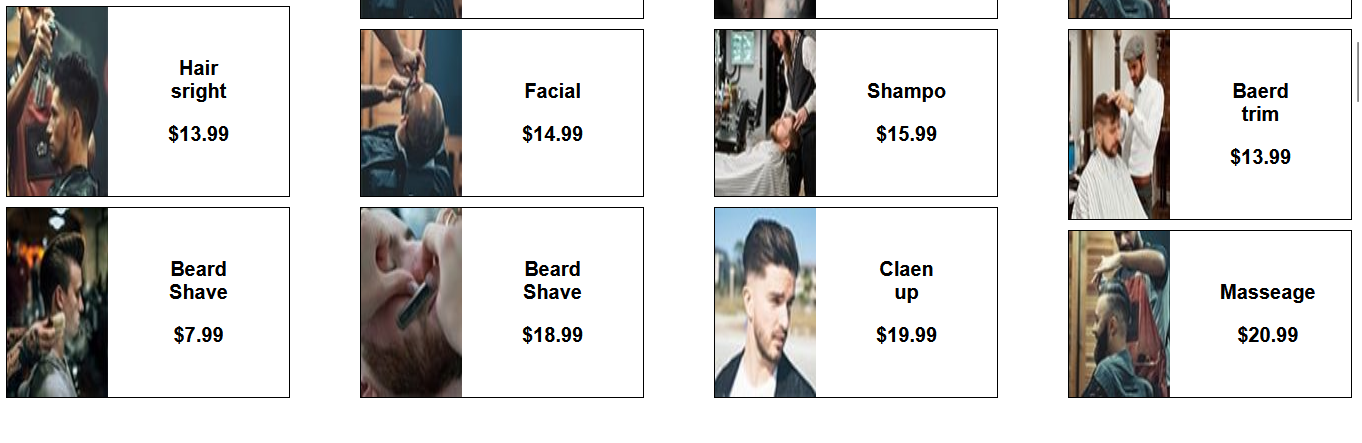 Hair
sright
$13.99
Facial
$14.99
Shampo
$15.99
Baerd
trim
$13.99
Beard
Shave
$7.99
Beard
Shave
$18.99
Claen
up
$19.99
Masseage
$20.99